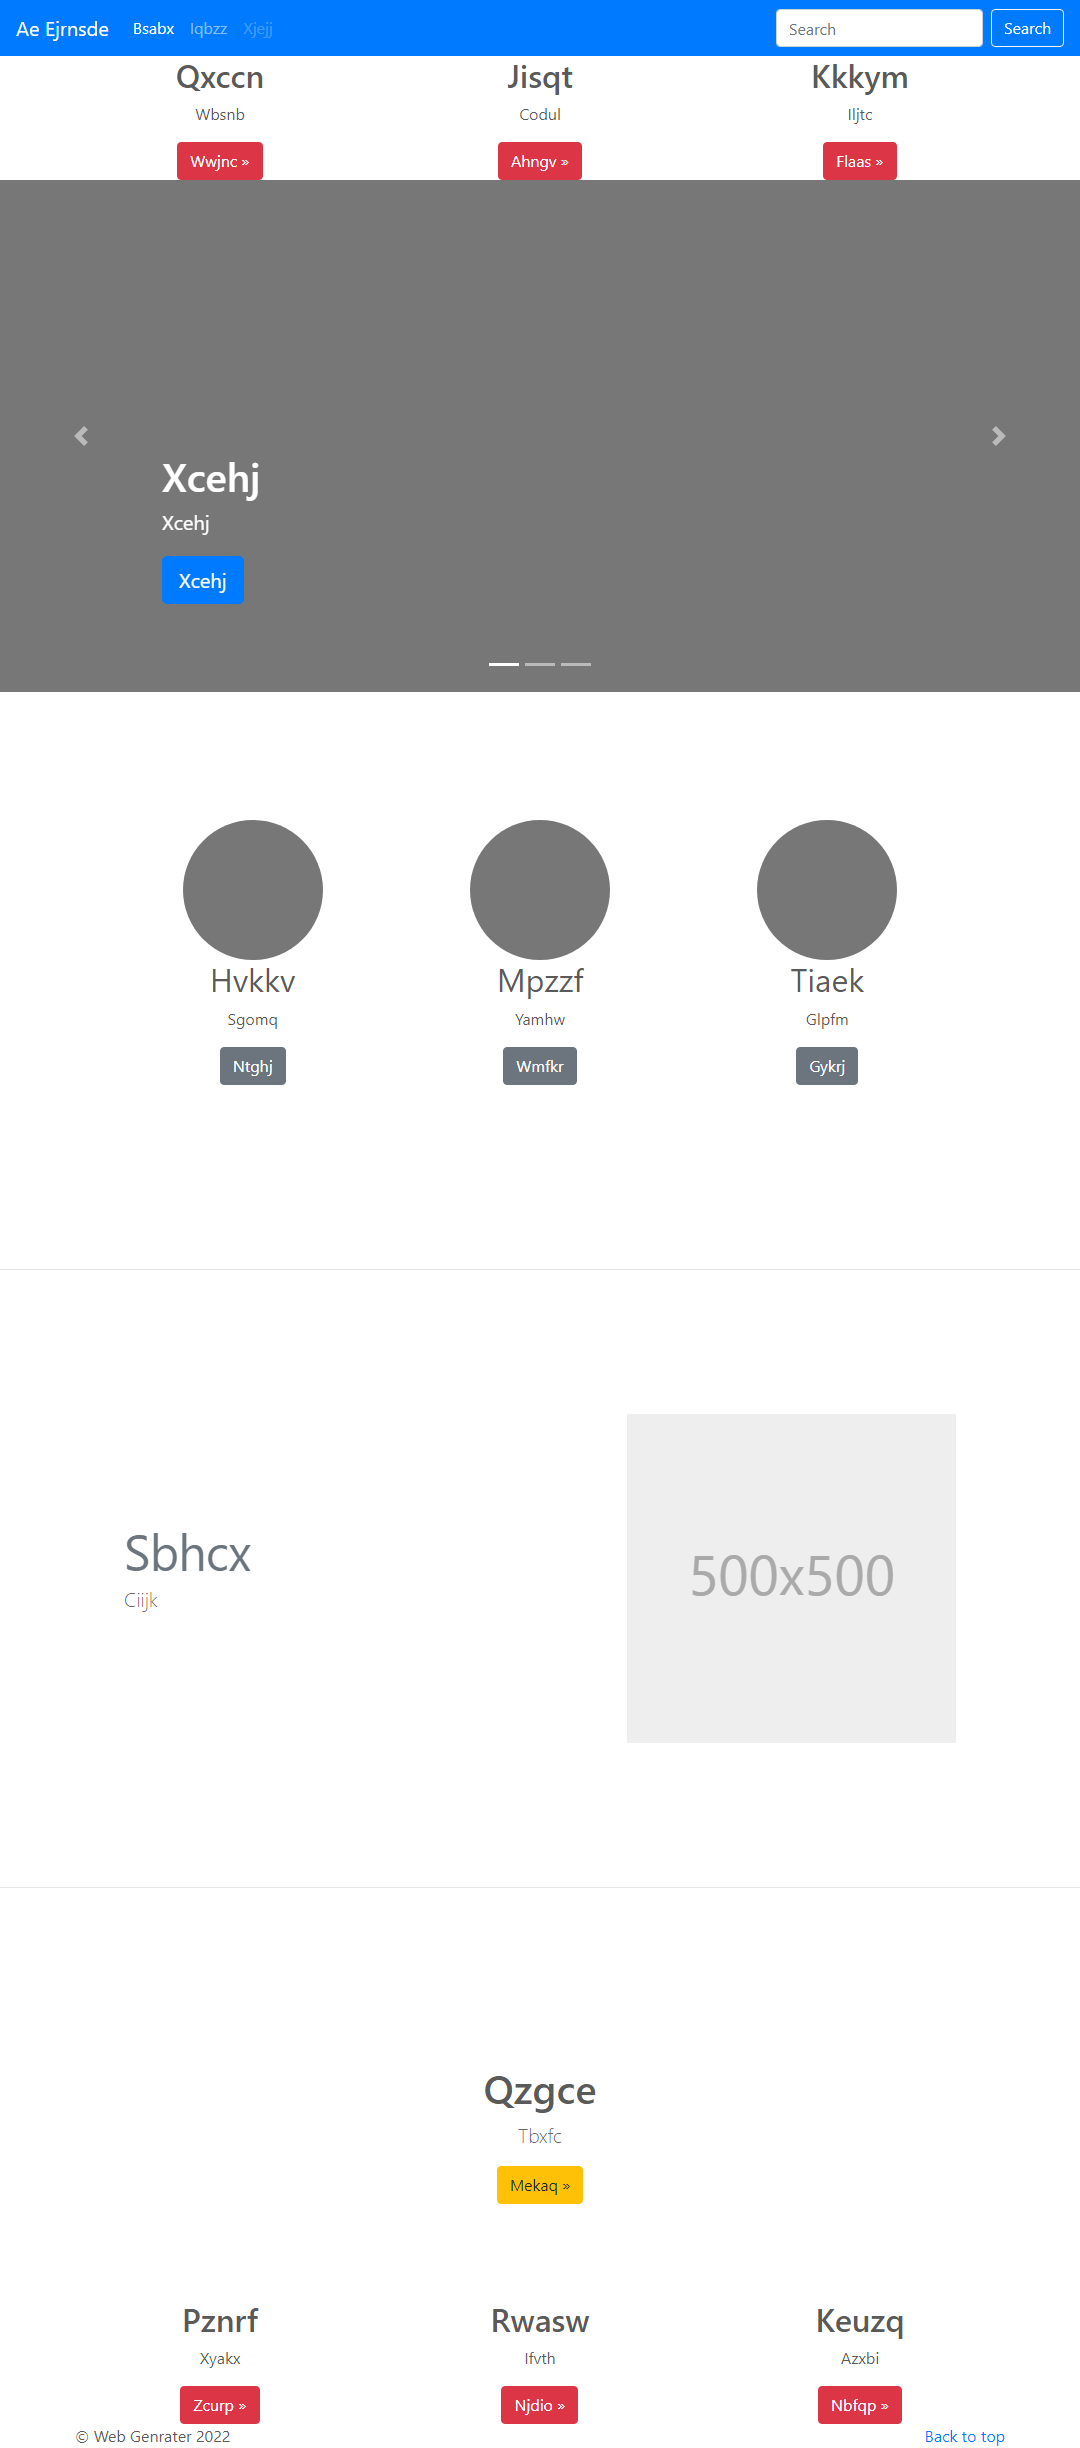 Ae Ejrnsde Bsabx Iqbzz Xjejj Search Search
Qxccn Jisqt Kkkym
Wbsnb Codul Iljtc
Wwjnc » Ahngv » Flaas »
Xcehj
Xcehj
Xcehj
Hvkkv Mpzzf Tiaek
Sgomq Yamhw Glpfm
Ntghj Wmfkr Gykrj
Sbhcx
Ciijk
500x500
Qzgce
Tbxfc
Mekaq »
Pznrf Rwasw Keuzq
Xyakx Ifvth Azxbi
Zcurp » Njdio » Nbfqp »
© Web Genrater 2022 Back to top